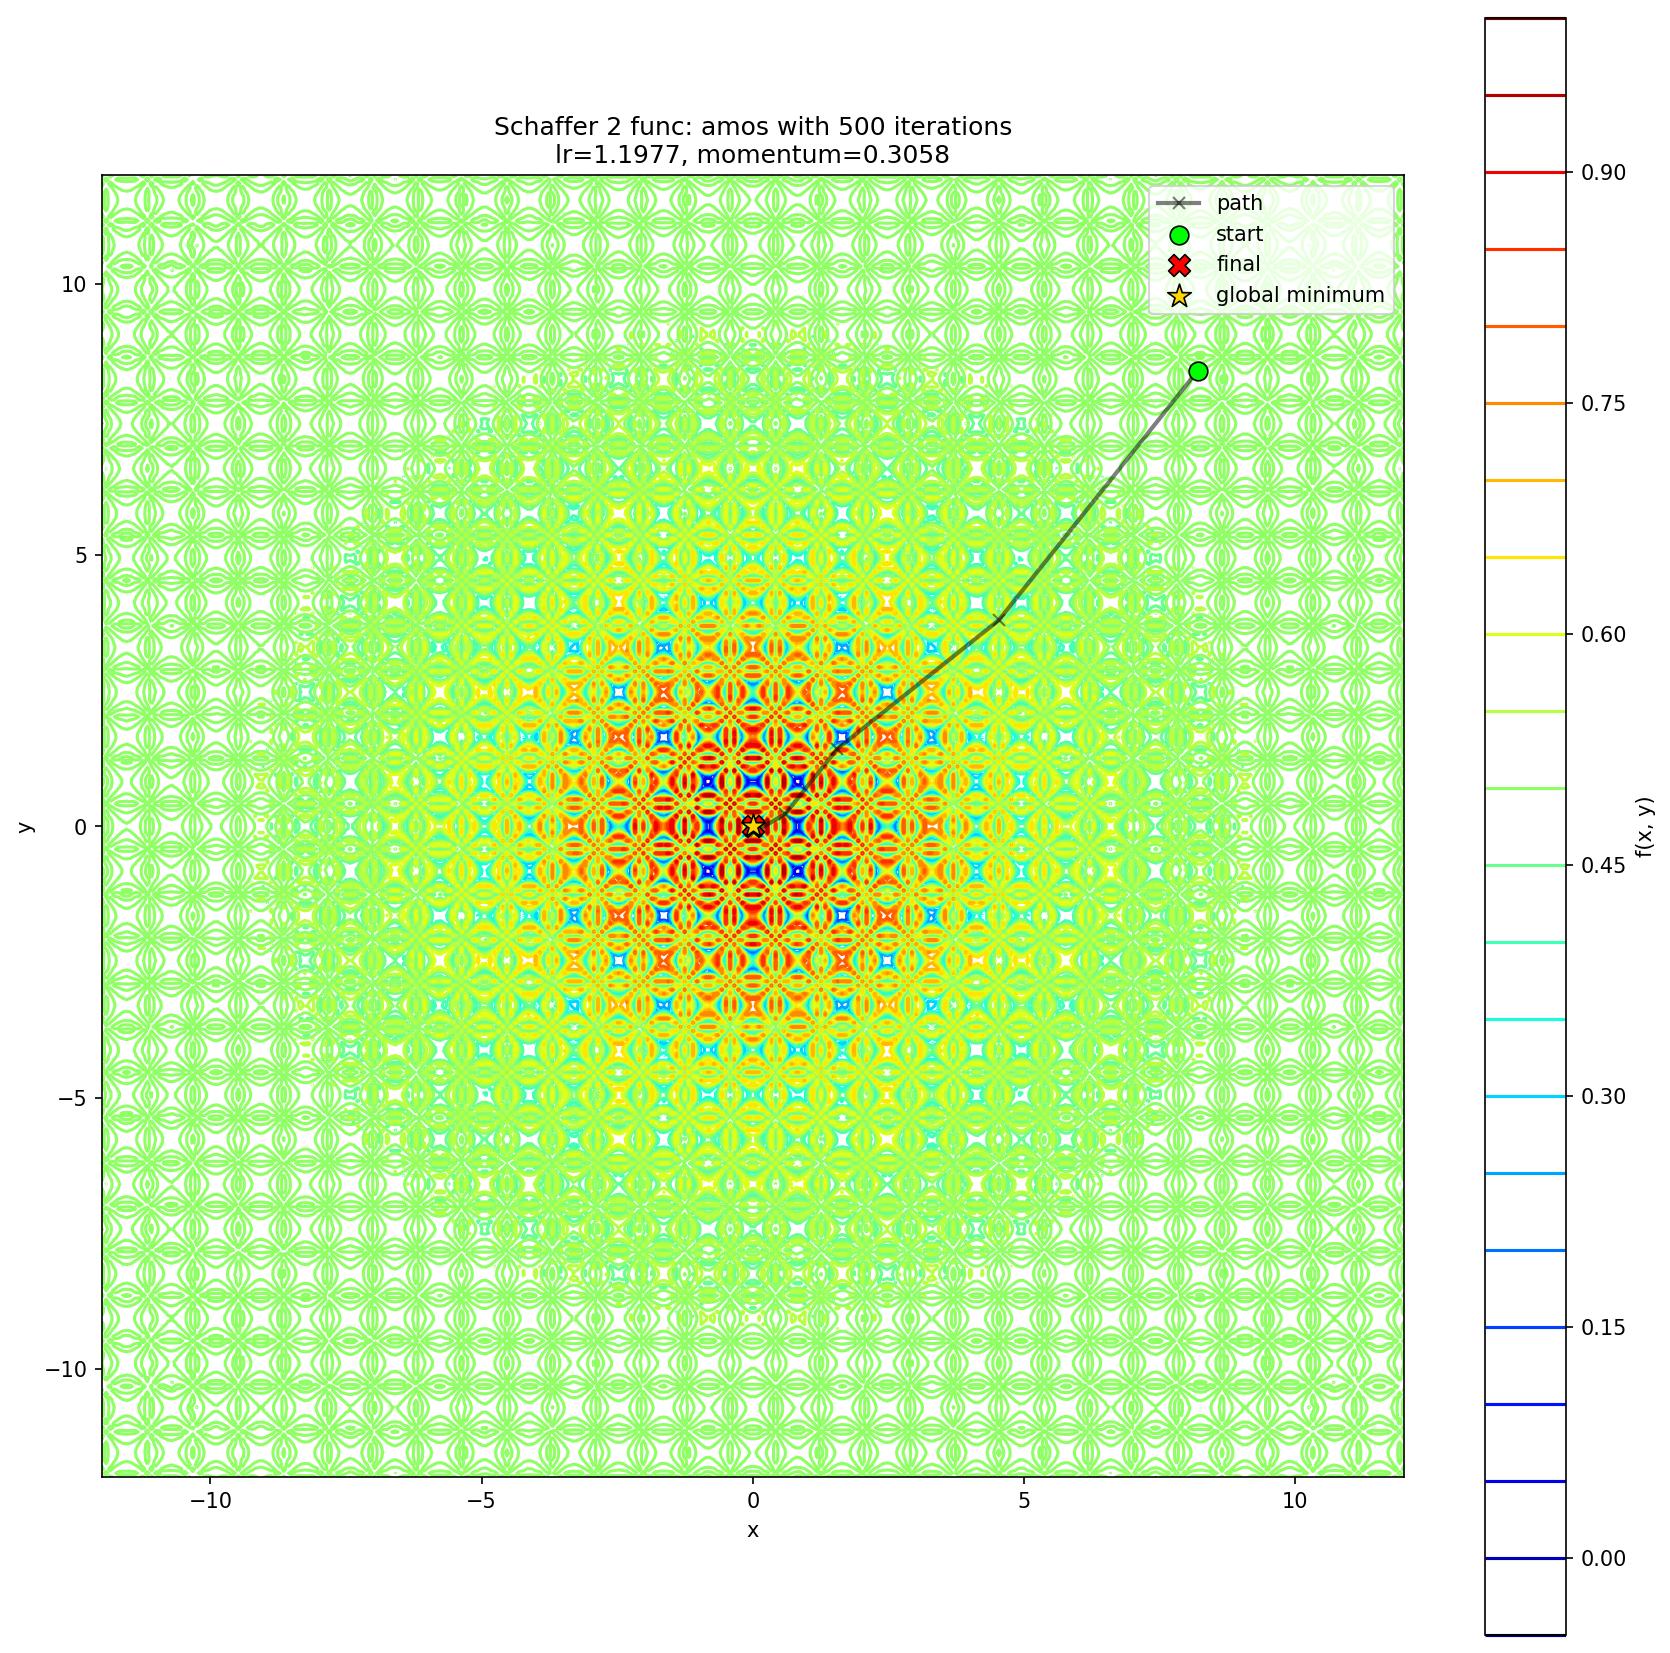 Schaffer 2 func: amos with 500 iterations
lr=1.1977, momentum=0.3058
path
start
final
global minimum
10
5
0
−5
−10
y
−10
−5
0
5
10
x
0.90
0.75
0.60
0.45
0.30
0.15
0.00
f(x, y)